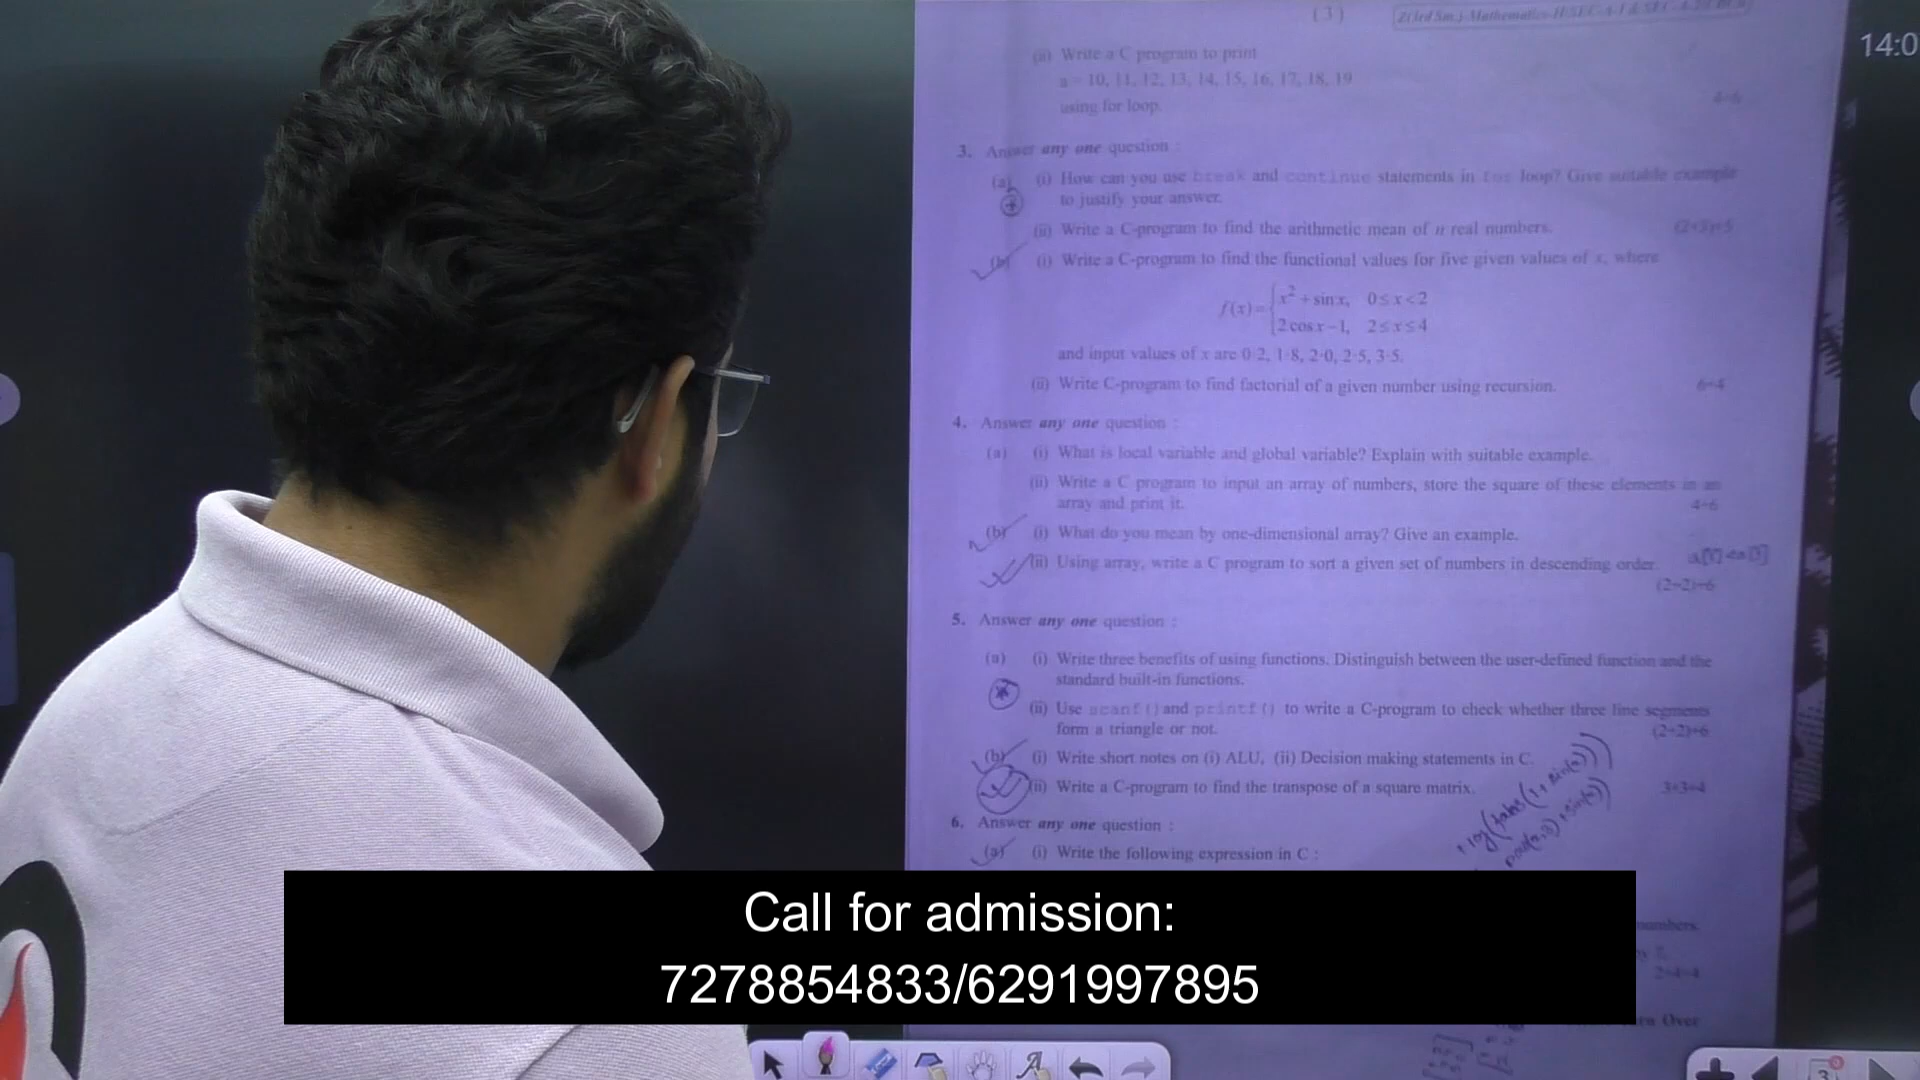 (3)
14:0
(ii) Write a C program to print
a = 10, 11, 12, 13, 14, 15, 16, 17, 18, 19
using for loop.
4+6
3. Answer any one question :
(a) (i) How can you use break and continue statements in for loop? Give suitable example
to justify your answer.
(ii) Write a C-program to find the arithmetic mean of n real numbers. (2+3)+5
(b) (i) Write a C-program to find the functional values for five given values of x, where
f(x) = { x² + sin x, 0 ≤ x < 2
2 cos x − 1, 2 ≤ x ≤ 4
and input values of x are 0·2, 1·8, 2·0, 2·5, 3·5.
(ii) Write C-program to find factorial of a given number using recursion. 6+4
4. Answer any one question :
(a) (i) What is local variable and global variable? Explain with suitable example.
(ii) Write a C program to input an array of numbers, store the square of these elements in an
array and print it. 4+6
(b) (i) What do you mean by one-dimensional array? Give an example.
(ii) Using array, write a C program to sort a given set of numbers in descending order.
(2+2)+6
5. Answer any one question :
(a) (i) Write three benefits of using functions. Distinguish between the user-defined function and the
standard built-in functions.
(ii) Use scanf() and printf() to write a C-program to check whether three line segments
form a triangle or not. (2+2)+6
(b) (i) Write short notes on (i) ALU, (ii) Decision making statements in C.
(ii) Write a C-program to find the transpose of a square matrix. 3+3+4
6. Answer any one question :
(a) (i) Write the following expression in C :
Call for admission:
7278854833/6291997895
numbers.
2+4+4
Over
3